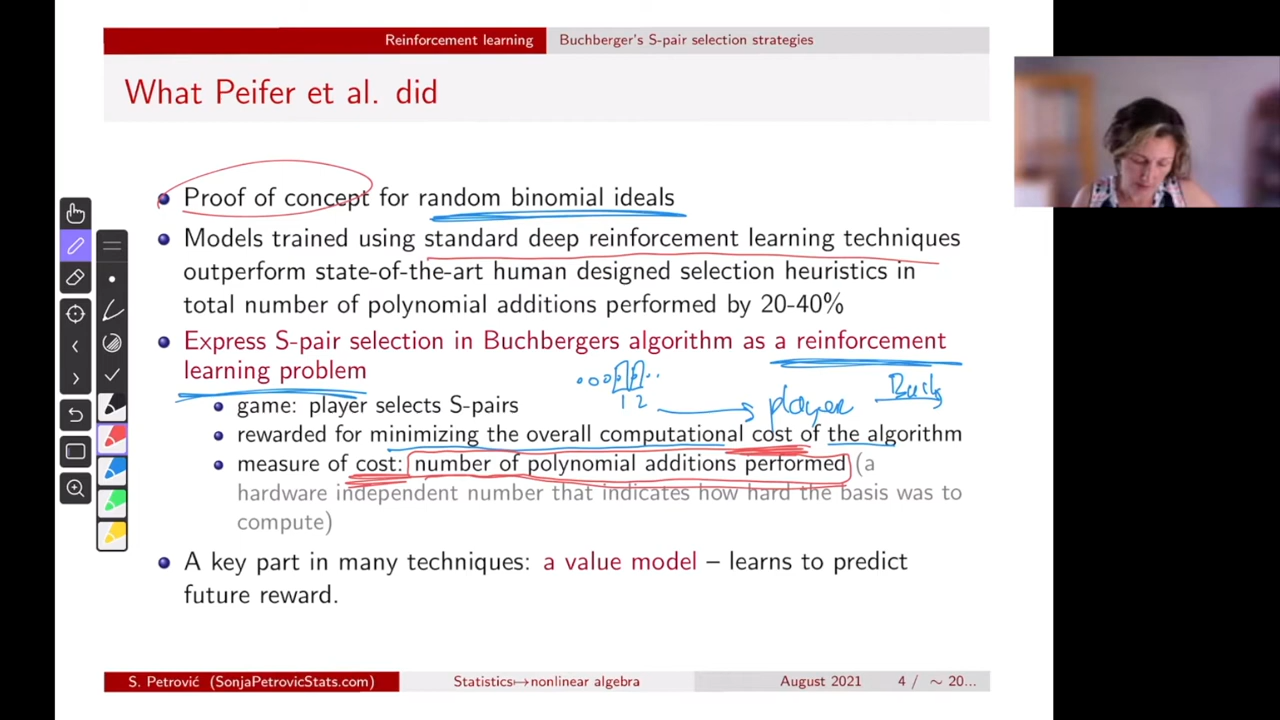 Reinforcement learning Buchberger's S-pair selection strategies
What Peifer et al. did
Proof of concept for random binomial ideals
Models trained using standard deep reinforcement learning techniques
outperform state-of-the-art human designed selection heuristics in
total number of polynomial additions performed by 20-40%
Express S-pair selection in Buchbergers algorithm as a reinforcement
learning problem
1 2
player
game: player selects S-pairs
rewarded for minimizing the overall computational cost of the algorithm
measure of cost: number of polynomial additions performed (a
hardware independent number that indicates how hard the basis was to
compute)
A key part in many techniques: a value model – learns to predict
future reward.
S. Petrović (SonjaPetrovicStats.com) Statistics↦nonlinear algebra August 2021 4 / ∼ 20...